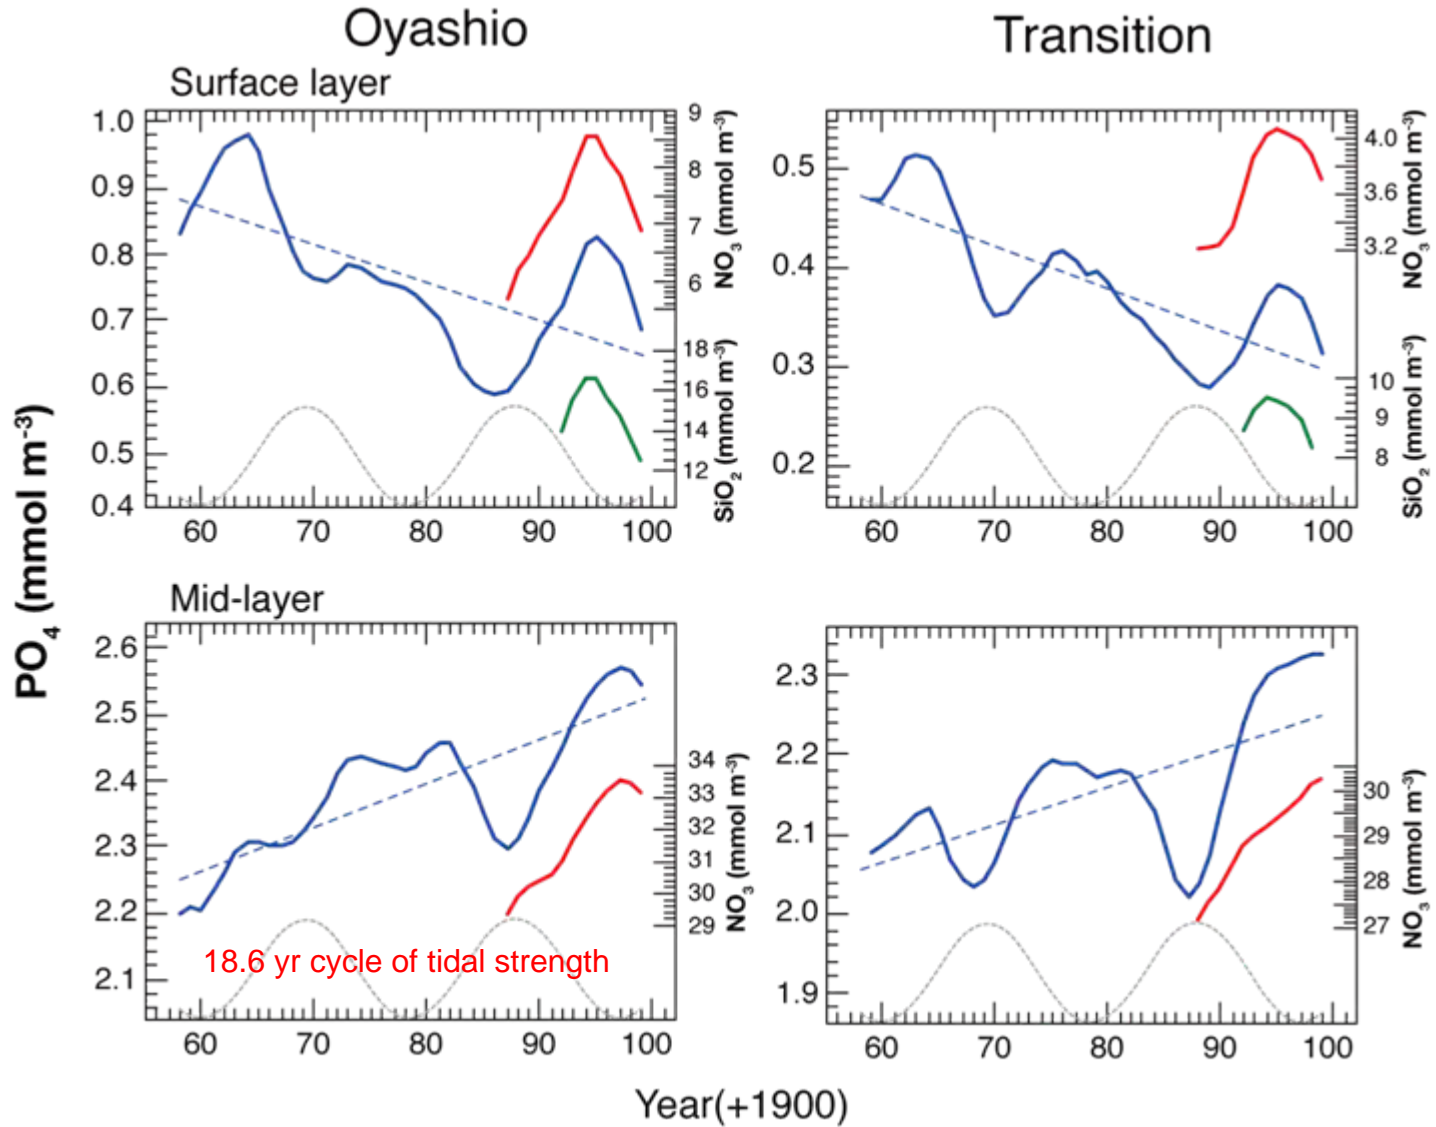 Oyashio
Transition
Surface layer
1.0
0.9
0.8
0.7
0.6
0.5
0.4
9
8
7
6
NO3 (mmol m-3)
18
16
14
12
SiO2 (mmol m-3)
60 70 80 90 100
0.5
0.4
0.3
0.2
4.0
3.6
3.2
NO3 (mmol m-3)
10
9
8
SiO2 (mmol m-3)
60 70 80 90 100
PO4 (mmol m-3)
Mid-layer
2.6
2.5
2.4
2.3
2.2
2.1
34
33
32
31
30
29
NO3 (mmol m-3)
18.6 yr cycle of tidal strength
60 70 80 90 100
2.3
2.2
2.1
2.0
1.9
30
29
28
27
NO3 (mmol m-3)
60 70 80 90 100
Year(+1900)